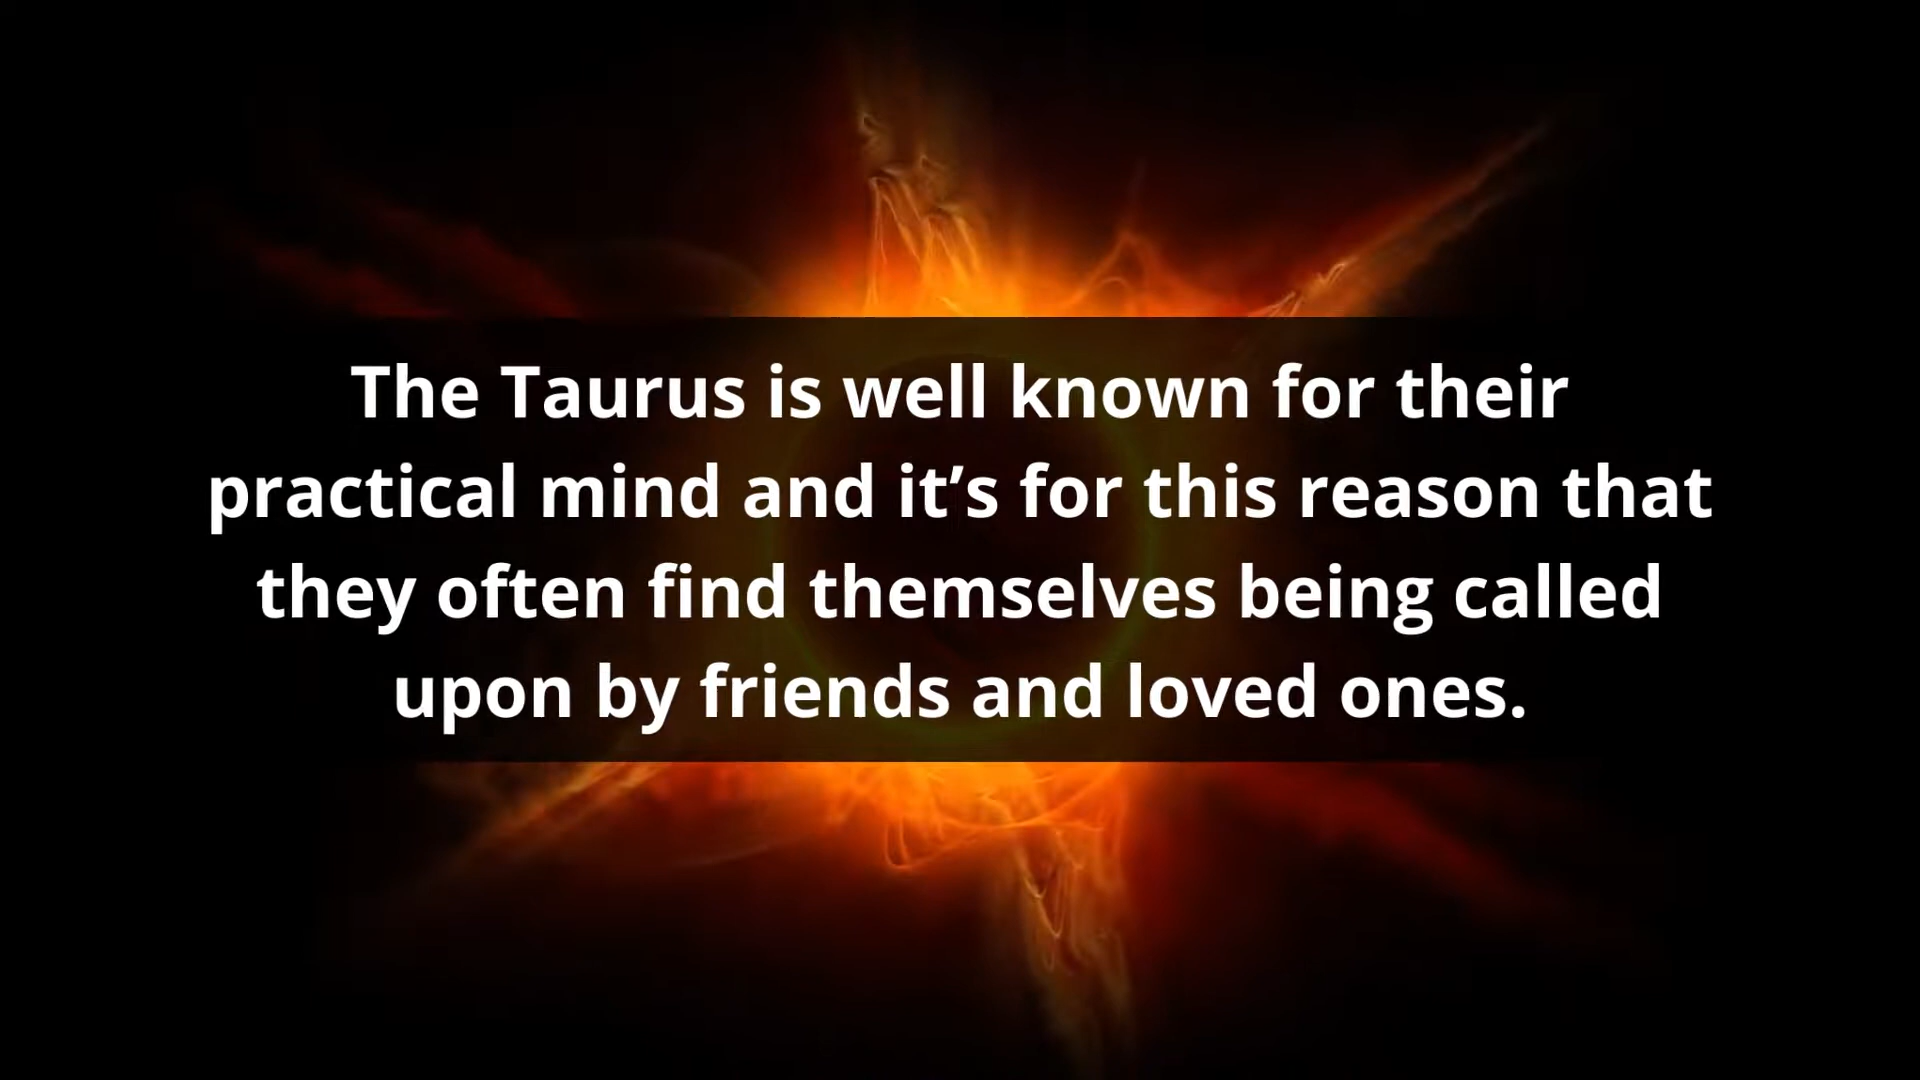 The Taurus is well known for their
practical mind and it’s for this reason that
they often find themselves being called
upon by friends and loved ones.